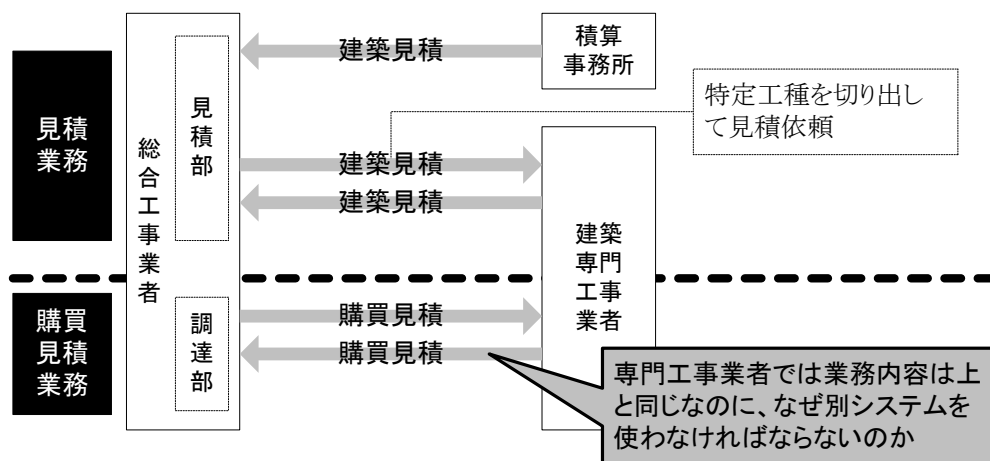 見積
業務
総合工事業者
見積部
建築見積
積算
事務所
特定工種を切り出し
て見積依頼
建築見積
建築見積
建築
専門
工事
業者
購買
見積
業務
調達部
購買見積
購買見積
専門工事業者では業務内容は上
と同じなのに、なぜ別システムを
使わなければならないのか